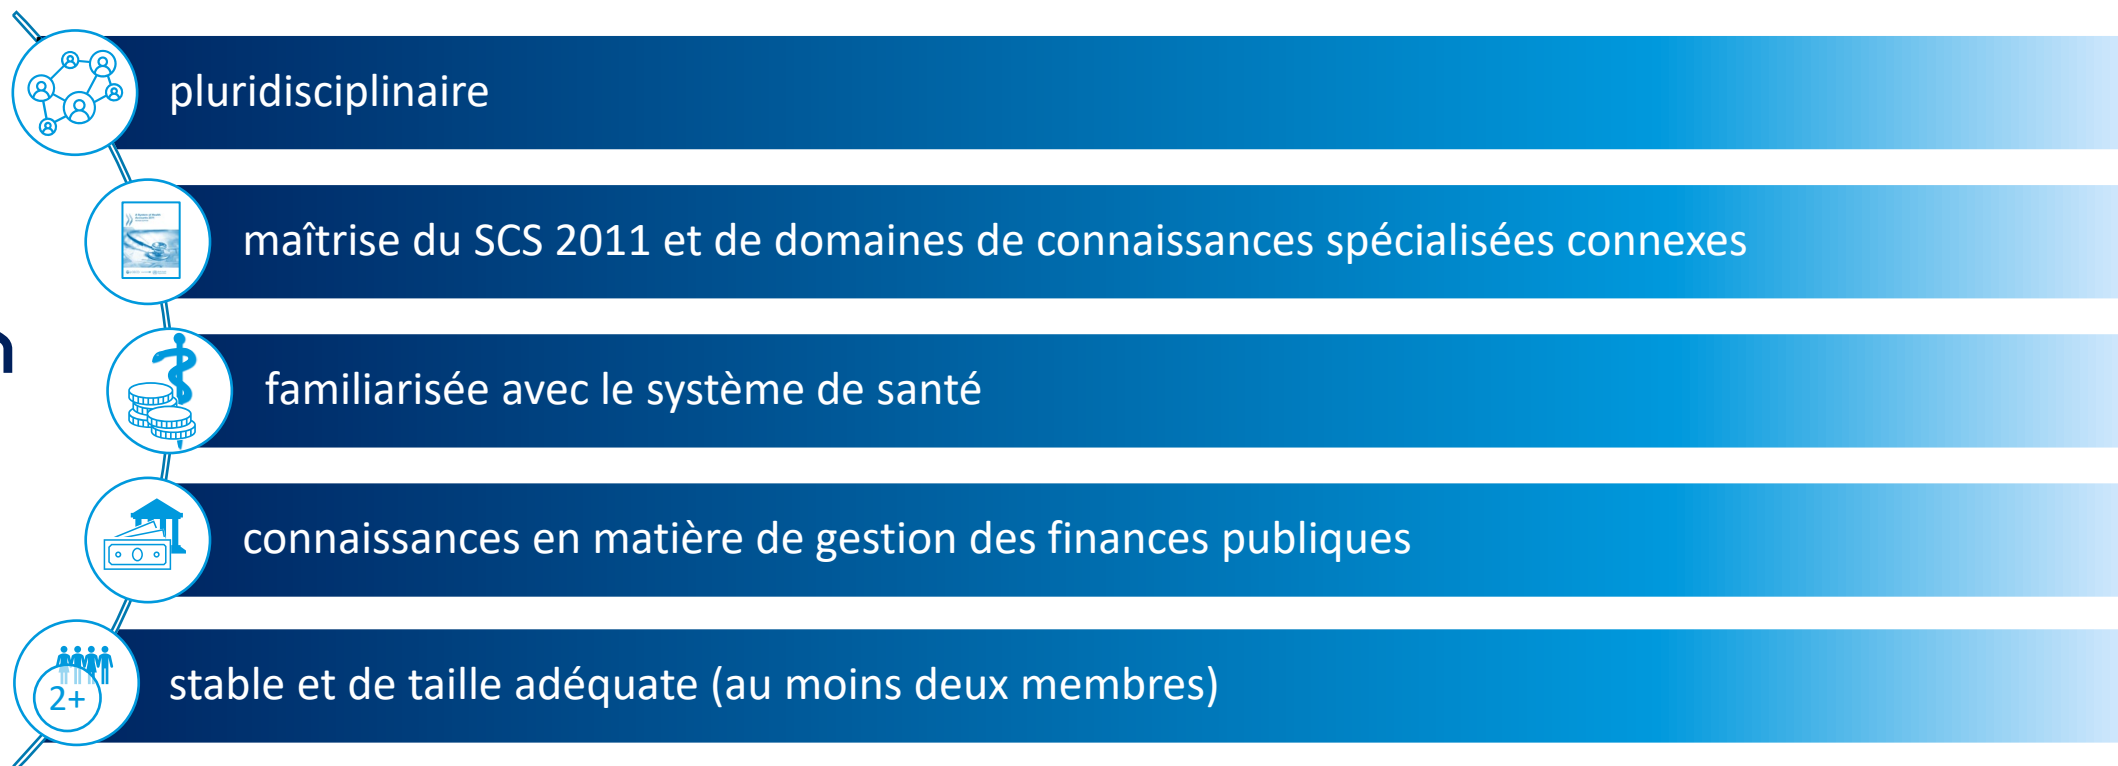 pluridisciplinaire
maîtrise du SCS 2011 et de domaines de connaissances spécialisées connexes
familiarisée avec le système de santé
connaissances en matière de gestion des finances publiques
2+
stable et de taille adéquate (au moins deux membres)